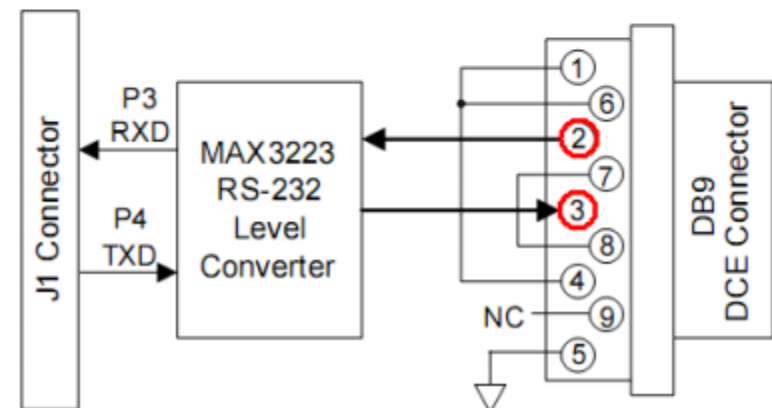 J1 Connector
P3
RXD
P4
TXD
MAX3223
RS-232
Level
Converter
1
6
2
7
3
8
4
NC
9
5
DB9
DCE Connector